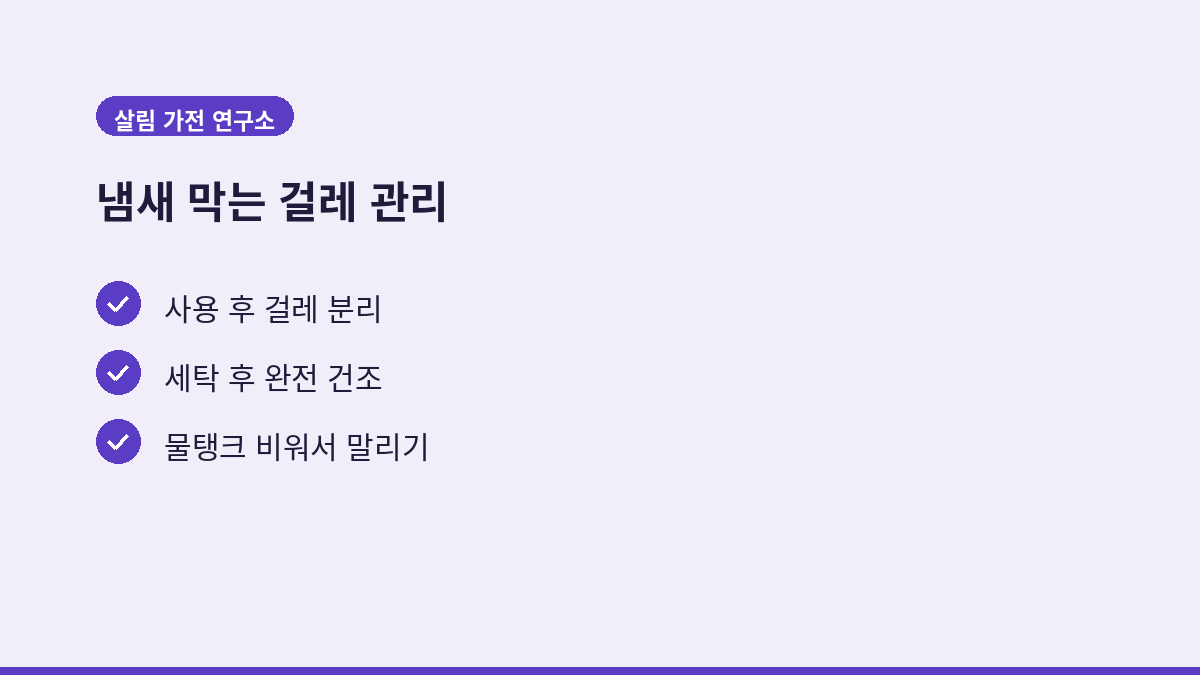 살림 가전 연구소
냄새 막는 걸레 관리
사용 후 걸레 분리
세탁 후 완전 건조
물탱크 비워서 말리기